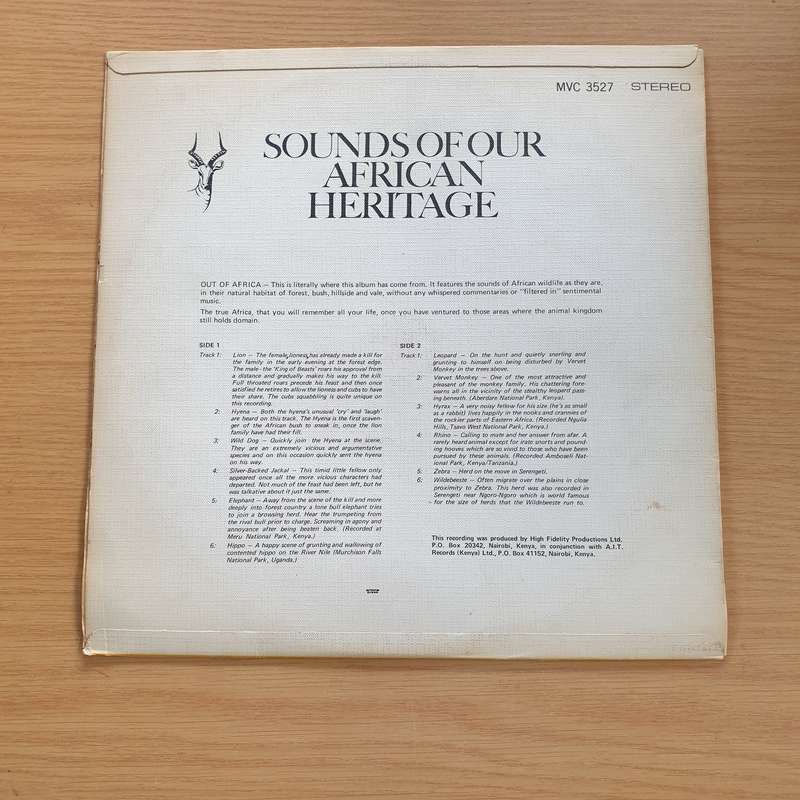 MVC 3527 STEREO
SOUNDS OF OUR
AFRICAN
HERITAGE
OUT OF AFRICA — This is literally where this album has come from. It features the sounds of African wildlife as they are,
in their natural habitat of forest, bush, hillside and vale, without any whispered commentaries or "filtered in" sentimental
music.
The true Africa, that you will remember all your life, once you have ventured to those areas where the animal kingdom
still holds domain.
SIDE 1
Track 1: Lion — The female lioness has already made a kill for
the family in the early evening at the forest edge.
The male - the 'King of Beasts' roars his approval from
a distance and gradually makes his way to the kill.
Full throated roars precede his feast and then once
satisfied he retires to allow the lioness and cubs to have
their share. The cubs squabbling is quite unique on
this recording.
2: Hyena — Both the hyena's unusual 'cry' and 'laugh'
are heard on this track. The Hyena is the first scaven-
ger of the African bush to sneak in, once the lion
family have had their fill.
3: Wild Dog — Quickly join the Hyena at the scene.
They are an extremely vicious and argumentative
species and on this occasion quickly sent the hyena
on his way.
4: Silver-Backed Jackal — This timid little fellow only
appeared once all the more vicious characters had
departed. Not much of the feast had been left, but he
was talkative about it just the same.
5: Elephant — Away from the scene of the kill and more
deeply into forest country a lone bull elephant tries
to join a browsing herd. Hear the trumpeting from
the rival bull prior to charge. Screaming in agony and
annoyance after being beaten back. (Recorded at
Meru National Park, Kenya.)
6: Hippo — A happy scene of grunting and wallowing of
contented hippo on the River Nile (Murchison Falls
National Park, Uganda.)
SIDE 2
Track 1: Leopard — On the hunt and quietly snerling and
grunting to himself on being disturbed by Vervet
Monkey in the trees above.
2: Vervet Monkey — One of the most attractive and
pleasent of the monkey family. His chattering fore-
warns all in the vicinity of the stealthy leopard pass-
ing beneath. (Aberdare National Park, Kenya).
3: Hyrax — A very noisy fellow for his size (he's as small
as a rabbit) lives happily in the nooks and crannies of
the rockier parts of Eastern Africa. (Recorded Ngulia
Hills, Tsavo West National Park, Kenya.)
4: Rhino — Calling to mate and her answer from afar. A
rarely heard animal except for irate snorts and pound-
ing hooves which are so vivid to those who have been
pursued by these animals. (Recorded Amboseli Nat-
ional Park, Kenya/Tanzania.)
5: Zebra — Herd on the move in Serengeti.
6: Wildebeeste — Often migrate over the plains in close
proximity to Zebra. This herd was also recorded in
Serengeti near Ngoro-Ngoro which is world famous
for the size of herds that the Wildebeeste run to.
This recording was produced by High Fidelity Productions Ltd.
P.O. Box 20342, Nairobi, Kenya, in conjunction with A.I.T.
Records (Kenya) Ltd., P.O. Box 41152, Nairobi, Kenya.